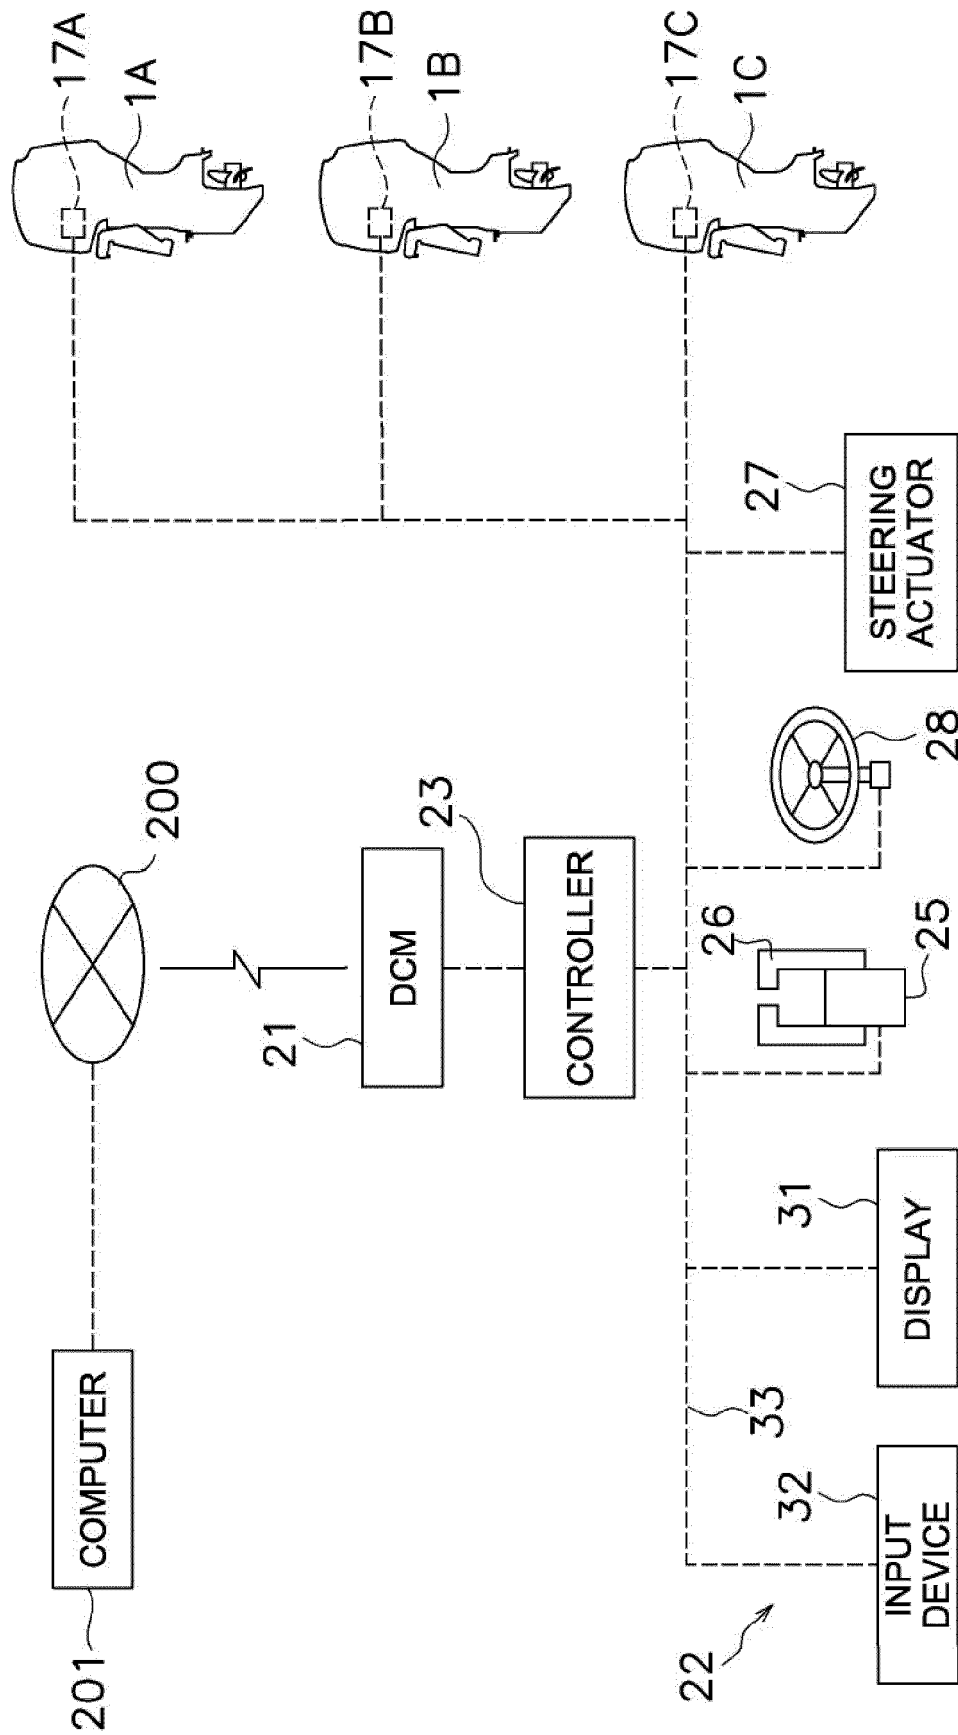 201
COMPUTER
200
17A
1A
21
DCM
23
CONTROLLER
17B
1B
17C
1C
22
32
INPUT
DEVICE
33
31
DISPLAY
26
25
28
27
STEERING
ACTUATOR